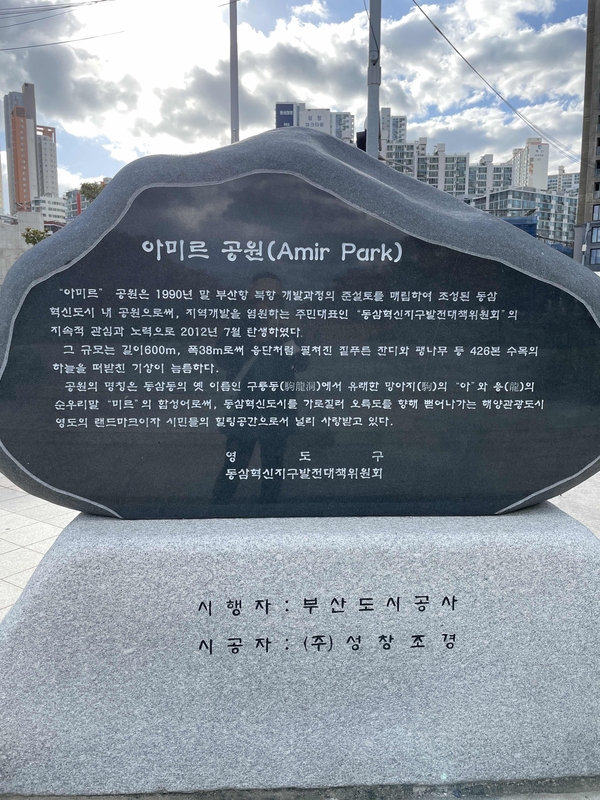 아미르 공원(Amir Park)
“아미르” 공원은 1990년 말 부산항 북항 개발과정의 준설토를 매립하여 조성된 동삼
혁신도시 내 공원으로써, 지역개발을 염원하는 주민대표인 “동삼혁신지구발전대책위원회”의
지속적 관심과 노력으로 2012년 7월 탄생하였다.
그 규모는 길이600m, 폭38m로써 융단처럼 펼쳐진 짙푸른 잔디와 팽나무 등 426본 수목의
하늘을 떠받친 기상이 늠름하다.
공원의 명칭은 동삼동의 옛 이름인 구룡동(駒龍洞)에서 유래한 망아지(駒)의 “아”와 용(龍)의
순우리말 “미르”의 합성어로써, 동삼혁신도시를 가로질러 오륙도를 향해 뻗어나가는 해양관광도시
영도의 랜드마크이자 시민들의 힐링공간으로서 널리 사랑받고 있다.
영 도 구
동삼혁신지구발전대책위원회
시 행 자 : 부 산 도 시 공 사
시 공 자 : (주) 성 창 조 경